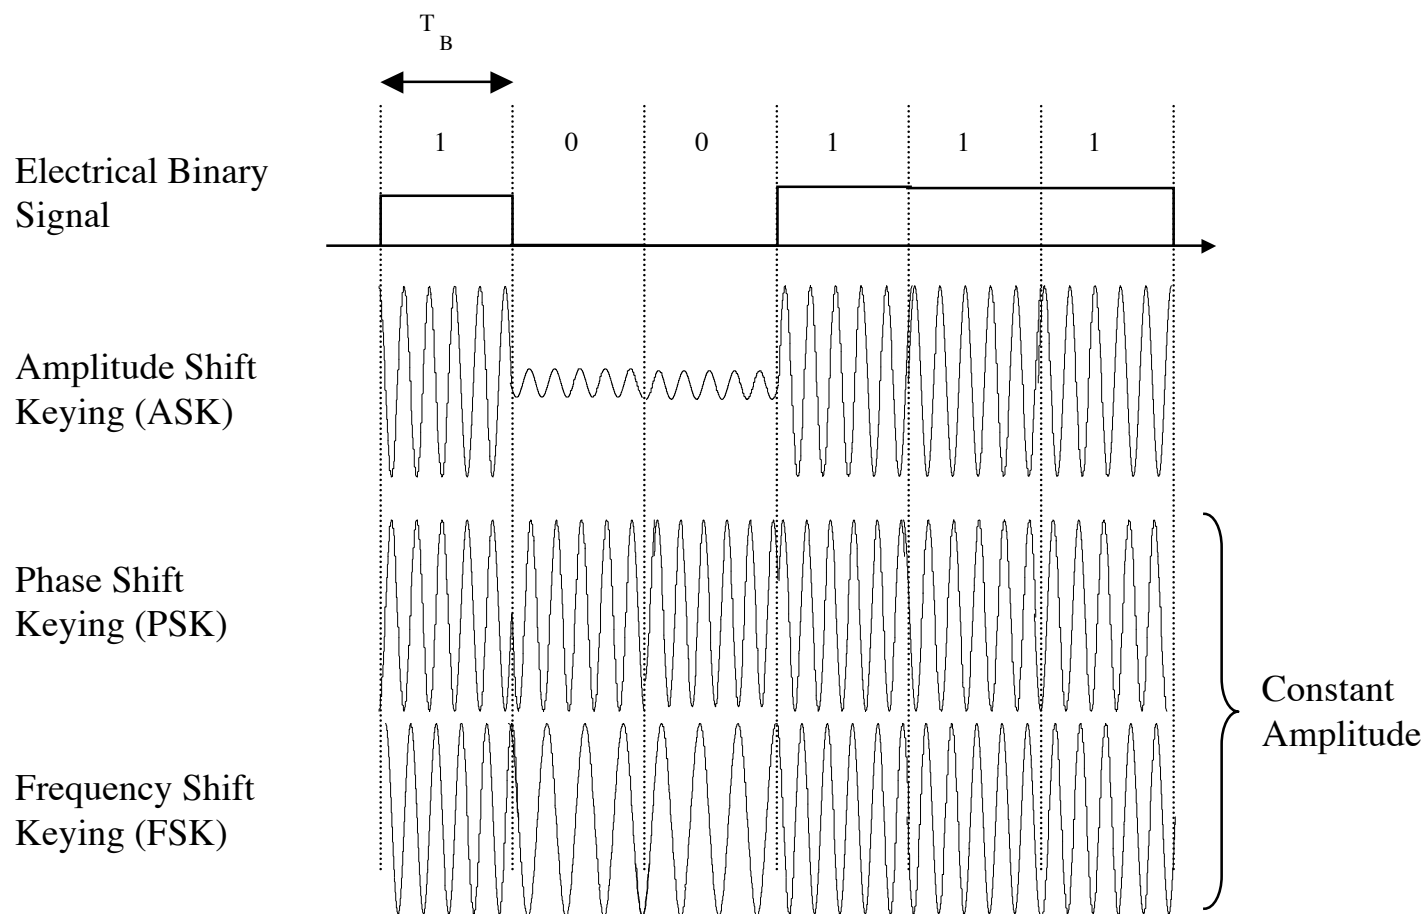 T
B
1 0 0 1 1 1
Electrical Binary
Signal
Amplitude Shift
Keying (ASK)
Phase Shift
Keying (PSK)
Constant
Amplitude
Frequency Shift
Keying (FSK)